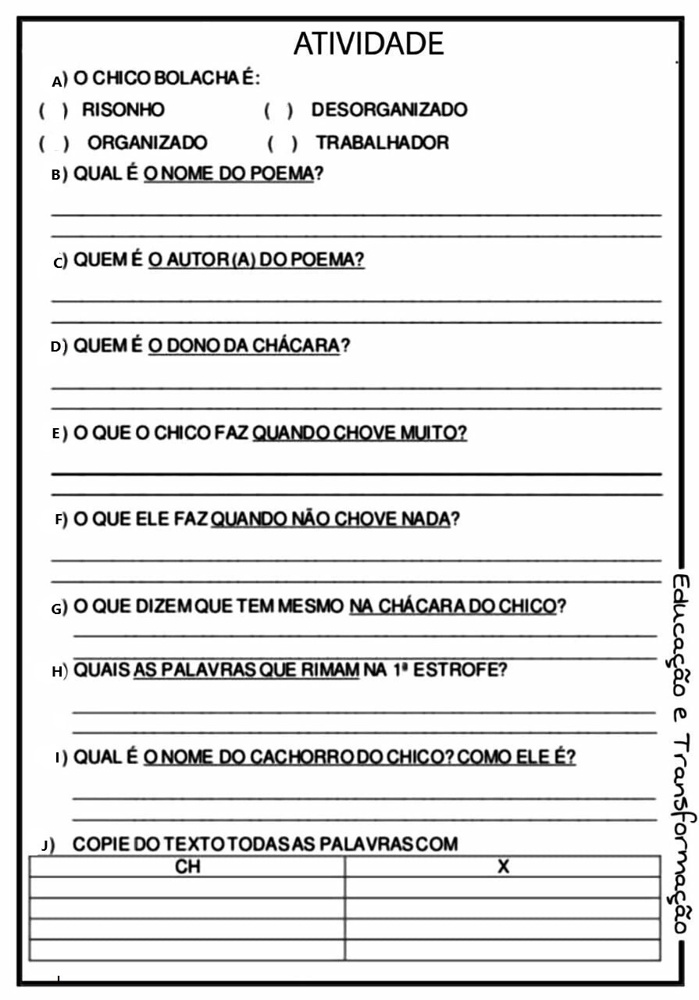 ATIVIDADE
A) O CHICO BOLACHA É:
( ) RISONHO ( ) DESORGANIZADO
( ) ORGANIZADO ( ) TRABALHADOR
B) QUAL É O NOME DO POEMA?
C) QUEM É O AUTOR(A) DO POEMA?
D) QUEM É O DONO DA CHÁCARA?
E) O QUE O CHICO FAZ QUANDO CHOVE MUITO?
F) O QUE ELE FAZ QUANDO NÃO CHOVE NADA?
G) O QUE DIZEM QUE TEM MESMO NA CHÁCARA DO CHICO?
H) QUAIS AS PALAVRAS QUE RIMAM NA 1ª ESTROFE?
I) QUAL É O NOME DO CACHORRO DO CHICO? COMO ELE É?
J) COPIE DO TEXTO TODAS AS PALAVRAS COM
CH X
Educação e Transformação